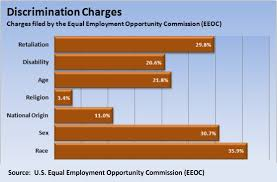 Discrimination Charges
Charges filed by the Equal Employment Opportunity Commission (EEOC)
Retaliation 29.8%
Disability 20.6%
Age 21.8%
Religion 3.4%
National Origin 11.0%
Sex 30.7%
Race 35.9%
Source: U.S. Equal Employment Opportunity Commission (EEOC)